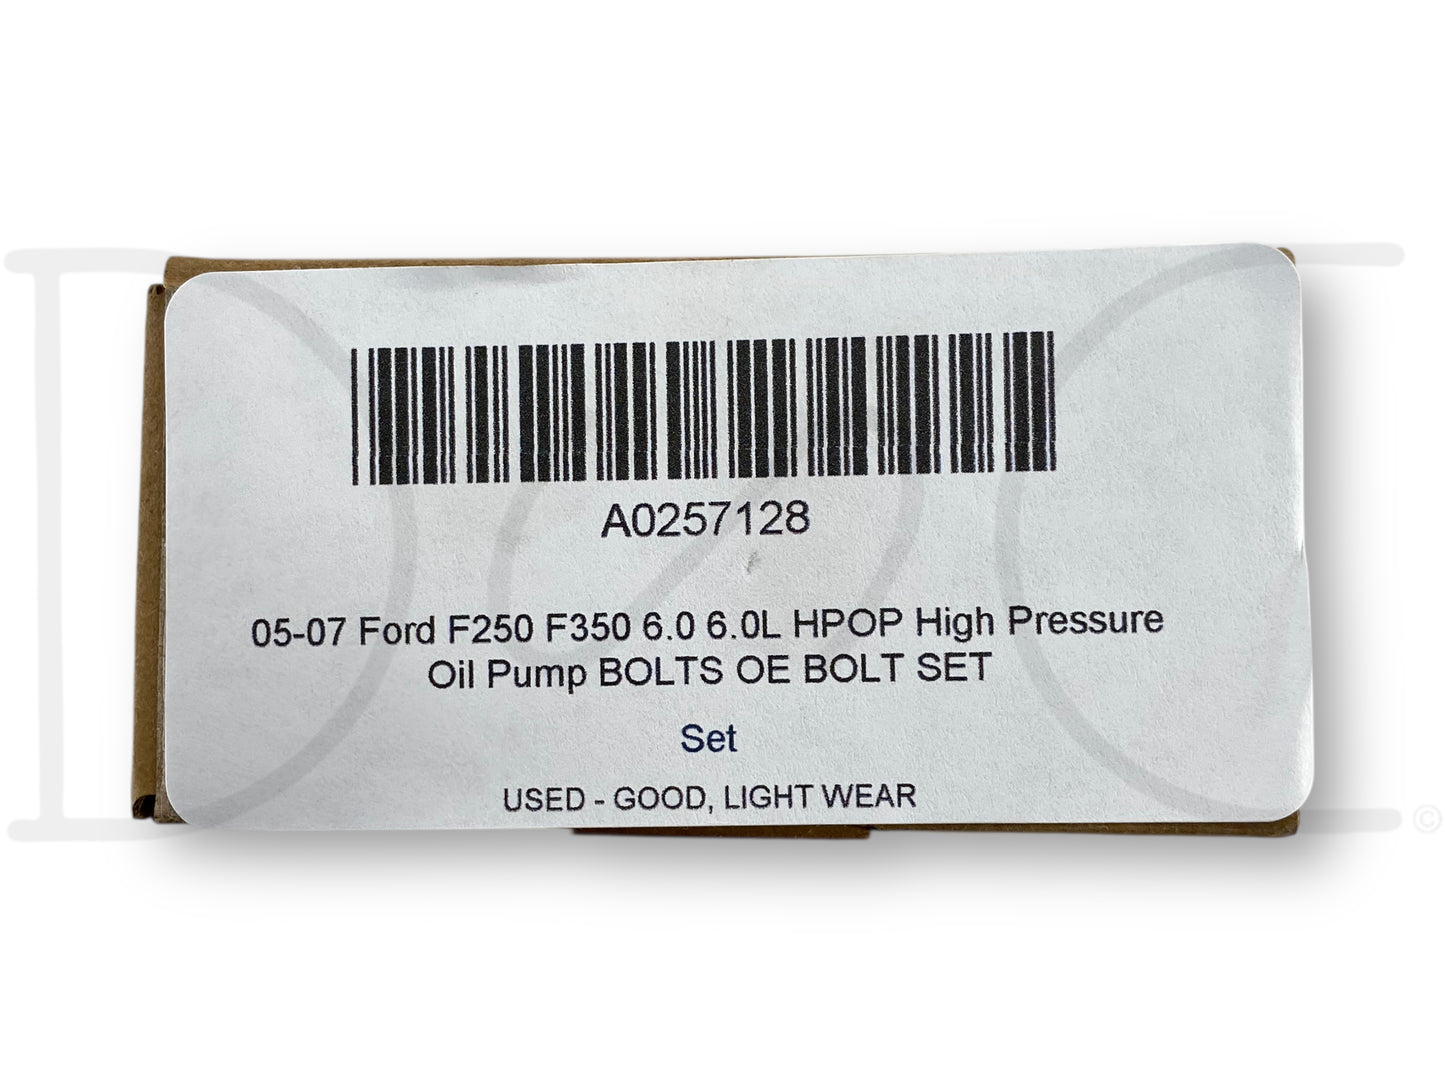 A0257128
05-07 Ford F250 F350 6.0 6.0L HPOP High Pressure
Oil Pump BOLTS OE BOLT SET
Set
USED - GOOD, LIGHT WEAR
©